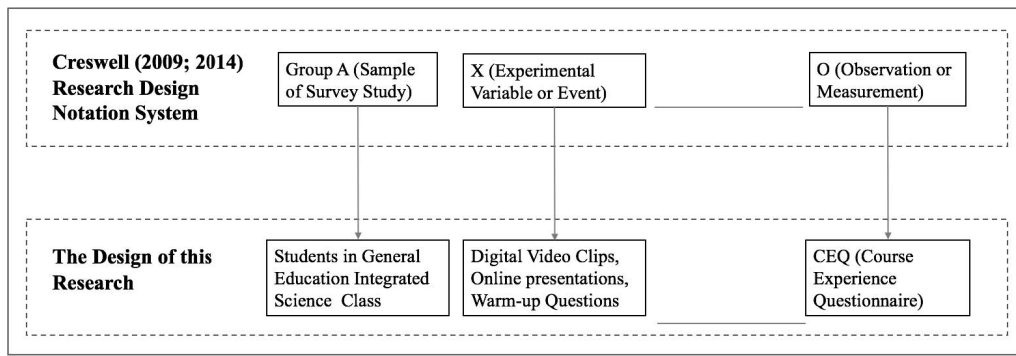 Creswell (2009; 2014)
Research Design
Notation System
Group A (Sample
of Survey Study)
X (Experimental
Variable or Event)
O (Observation or
Measurement)
The Design of this
Research
Students in General
Education Integrated
Science Class
Digital Video Clips,
Online presentations,
Warm-up Questions
CEQ (Course
Experience
Questionnaire)